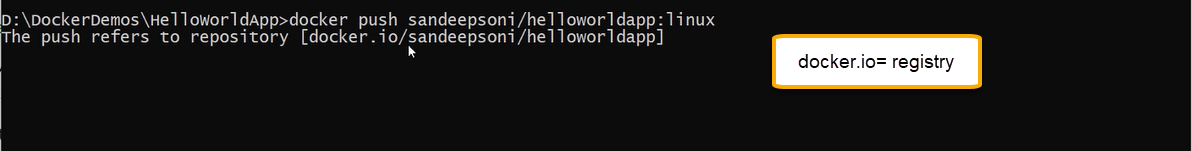 D:\DockerDemos\HelloWorldApp>docker push sandeepsoni/helloworldapp:linux
The push refers to repository [docker.io/sandeepsoni/helloworldapp]
docker.io= registry